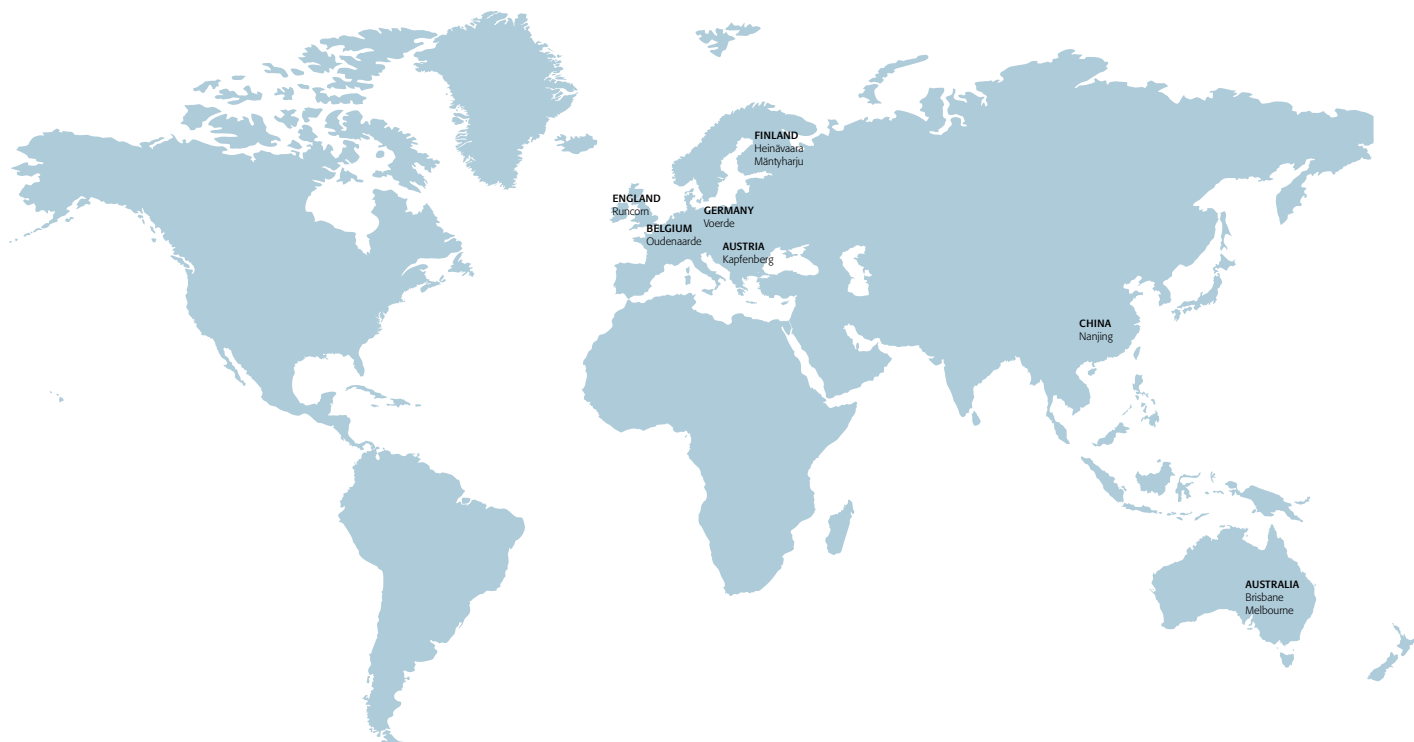 FINLAND
Heinävaara
Mäntyharju
ENGLAND
Runcorn
GERMANY
Voerde
BELGIUM
Oudenaarde
AUSTRIA
Kapfenberg
CHINA
Nanjing
AUSTRALIA
Brisbane
Melbourne